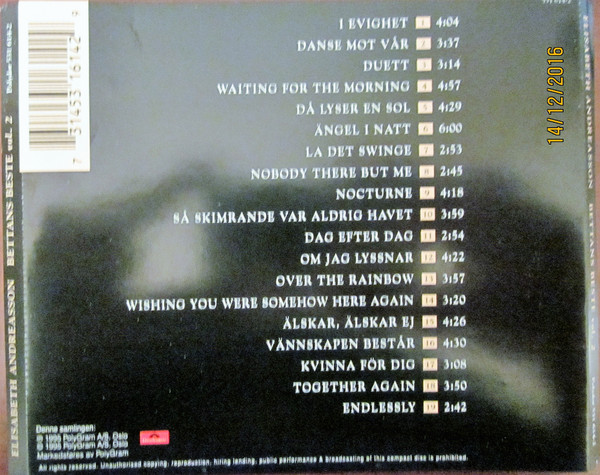 I EVIGHET 1 4:04
DANSE MOT VÅR 2 3:37
DUETT 3 3:14
WAITING FOR THE MORNING 4 4:57
DÅ LYSER EN SOL 5 4:29
ÄNGEL I NATT 6 6:00
LA DET SWINGE 7 2:53
NOBODY THERE BUT ME 8 2:45
NOCTURNE 9 4:18
SÅ SKIMRANDE VAR ALDRIG HAVET 10 3:59
DAG EFTER DAG 11 2:54
OM JAG LYSSNAR 12 4:22
OVER THE RAINBOW 13 3:57
WISHING YOU WERE SOMEHOW HERE AGAIN 14 3:20
ÄLSKAR, ÄLSKAR EJ 15 4:26
VÄNNSKAPEN BESTÅR 16 4:30
KVINNA FÖR DIG 17 3:08
TOGETHER AGAIN 18 3:50
ENDLESSLY 19 2:42
Denne samlingen:
℗ 1995 PolyGram A/S, Oslo
© 1995 PolyGram A/S, Oslo
Markedsføres av PolyGram
All rights reserved. Unauthorised copying, reproduction, hiring lending, public performance & broadcasting of this compact disc is prohibited.
ELISABETH ANDREASSON BETTANS BESTE vol. 2
7 31453 16142 9
ELISABETH ANDREASSON BETTANS BESTE vol. 2
14/12/2016